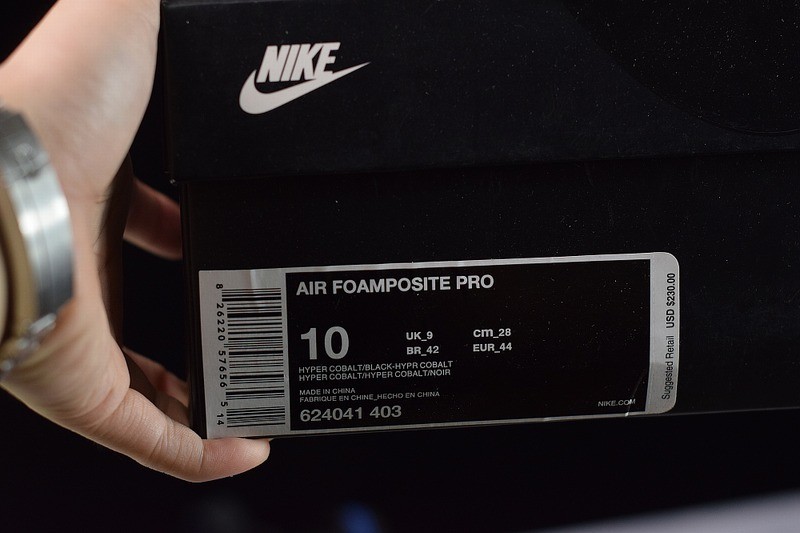 NIKE
AIR FOAMPOSITE PRO
10
UK_9 cm_28
BR_42 EUR_44
HYPER COBALT/BLACK-HYPR COBALT
HYPER COBALT/HYPER COBALT/NOIR
MADE IN CHINA
FABRIQUE EN CHINE_HECHO EN CHINA
624041 403
NIKE.COM
8 26220 57656 5 14
Suggested Retail USD $230.00